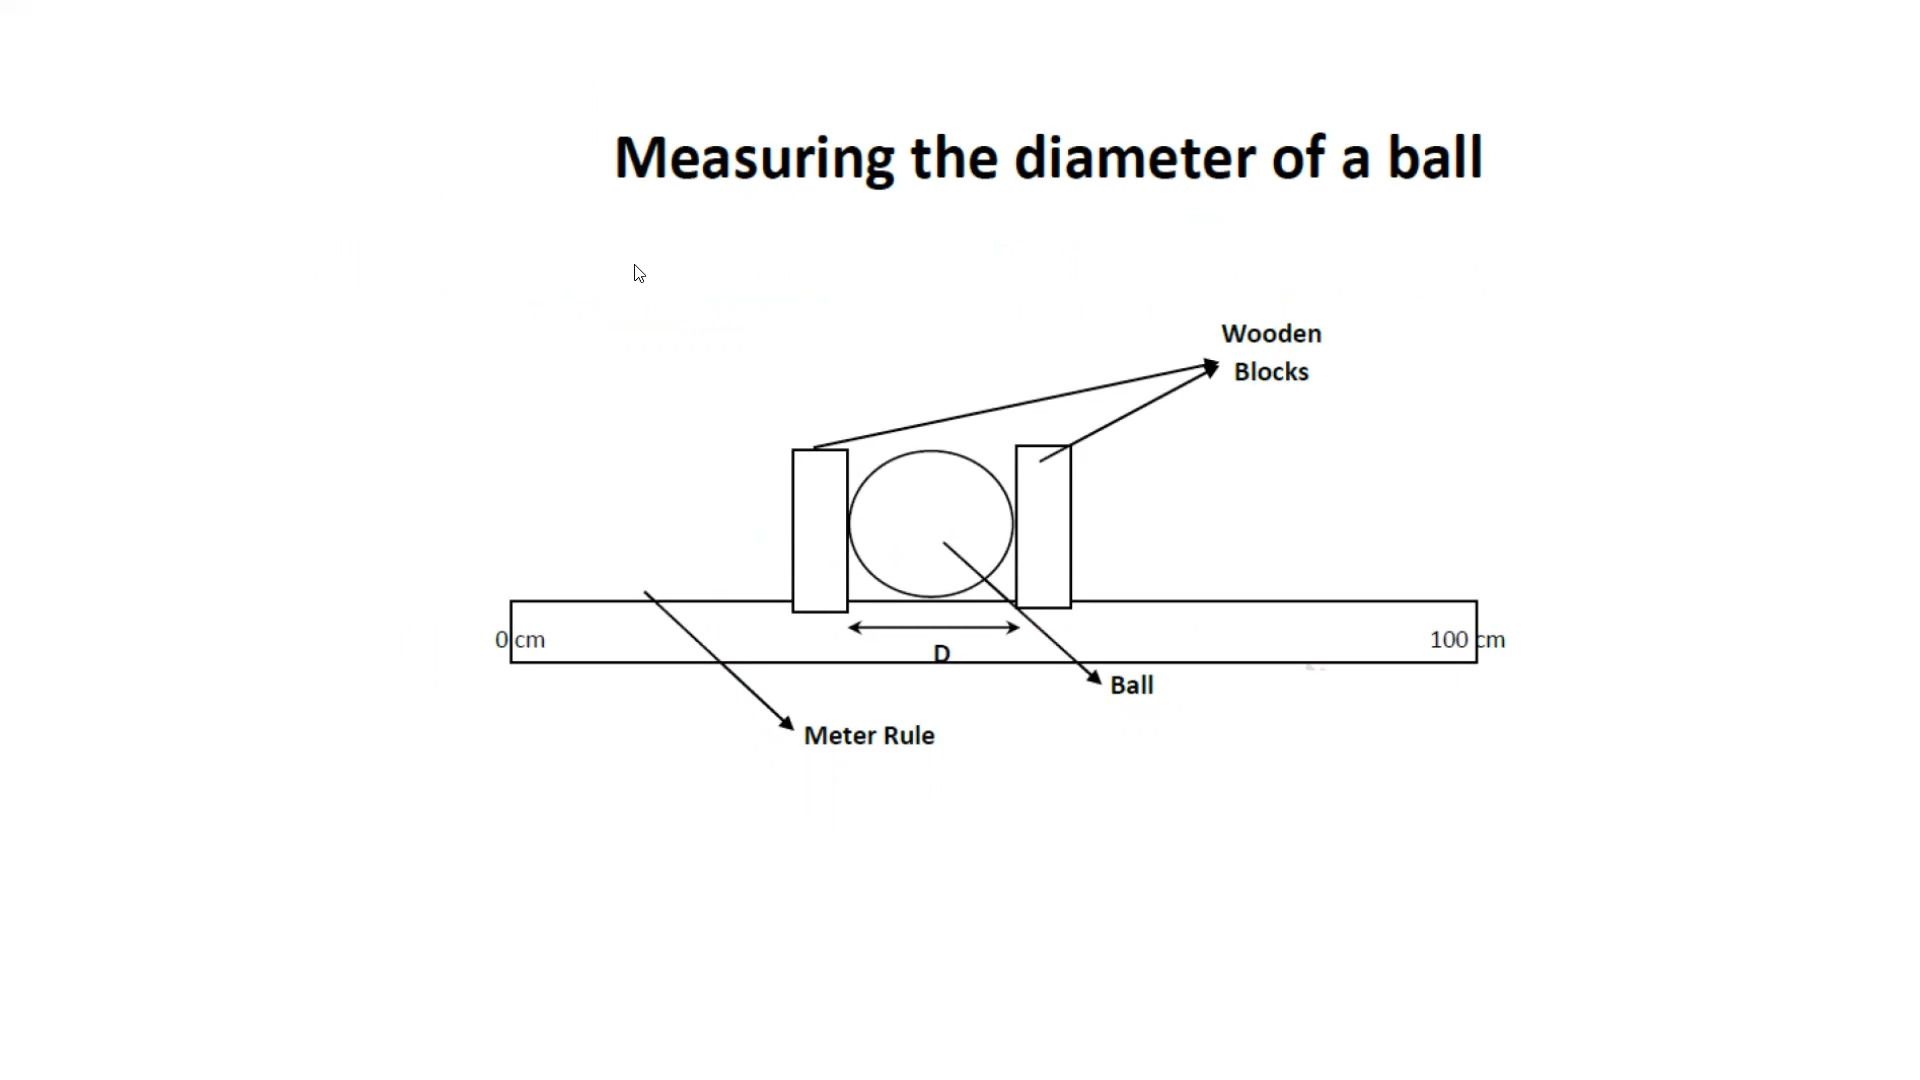 Measuring the diameter of a ball
Wooden
Blocks
0 cm
100 cm
D
Ball
Meter Rule